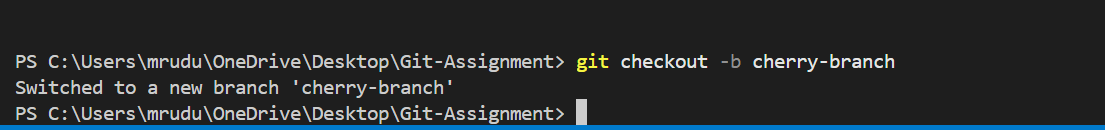 PS C:\Users\mrudu\OneDrive\Desktop\Git-Assignment> git checkout -b cherry-branch
Switched to a new branch 'cherry-branch'
PS C:\Users\mrudu\OneDrive\Desktop\Git-Assignment>